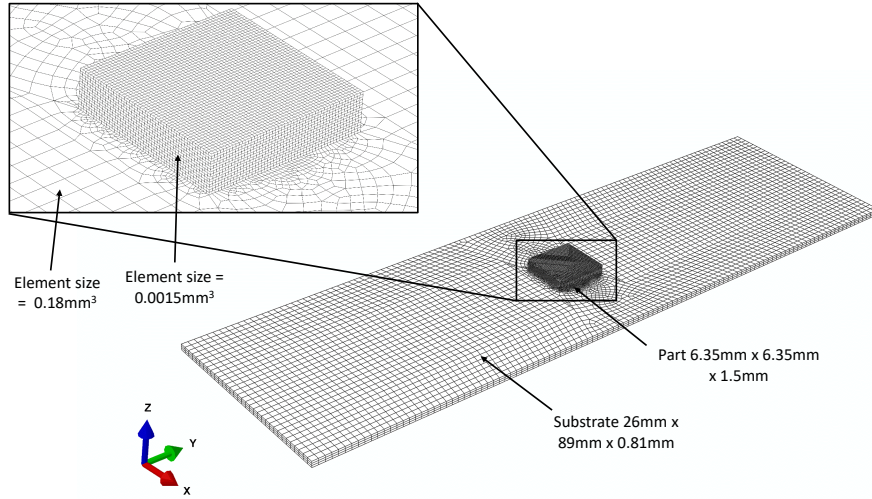 Element size
= 0.18mm³
Element size =
0.0015mm³
Part 6.35mm x 6.35mm
x 1.5mm
Substrate 26mm x
89mm x 0.81mm
Z
Y
X